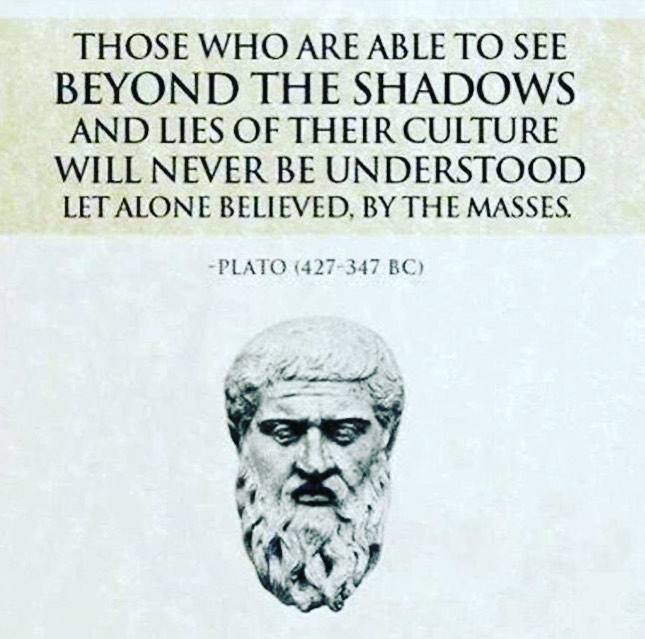 THOSE WHO ARE ABLE TO SEE
BEYOND THE SHADOWS
AND LIES OF THEIR CULTURE
WILL NEVER BE UNDERSTOOD
LET ALONE BELIEVED, BY THE MASSES.
-PLATO (427-347 BC)